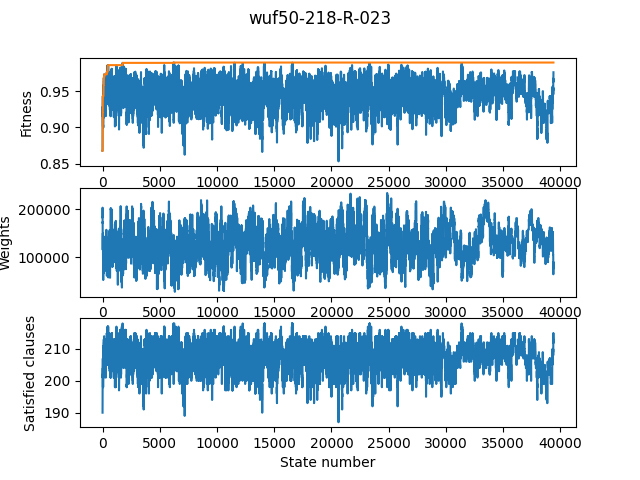 wuf50-218-R-023
Fitness
0.95
0.90
0.85
0 5000 10000 15000 20000 25000 30000 35000 40000
Weights
200000
100000
0 5000 10000 15000 20000 25000 30000 35000 40000
Satisfied clauses
210
200
190
0 5000 10000 15000 20000 25000 30000 35000 40000
State number